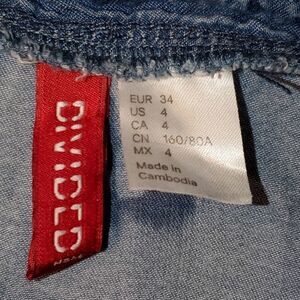 DIVIDED
H&M
EUR 34
US 4
CA 4
CN 160/80A
MX 4
Made in
Cambodia